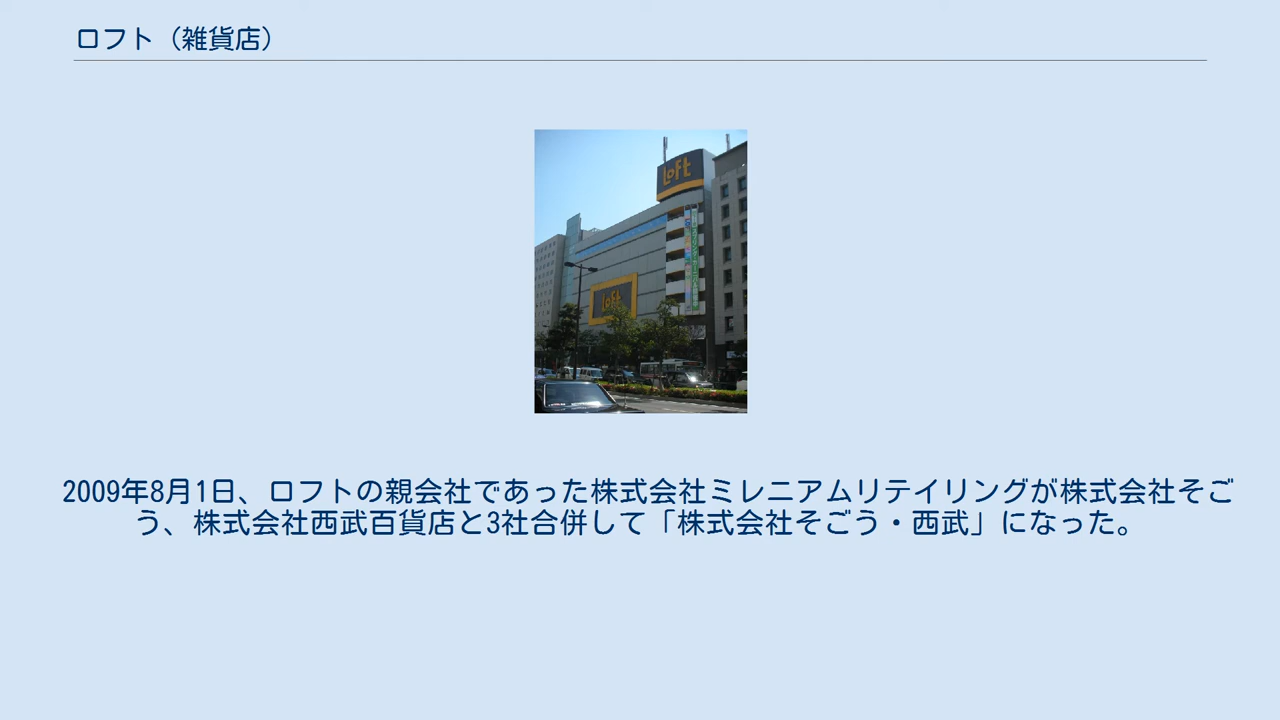 ロフト（雑貨店）
Loft
Loft
2009年8月1日、ロフトの親会社であった株式会社ミレニアムリテイリングが株式会社そご
う、株式会社西武百貨店と3社合併して「株式会社そごう・西武」になった。